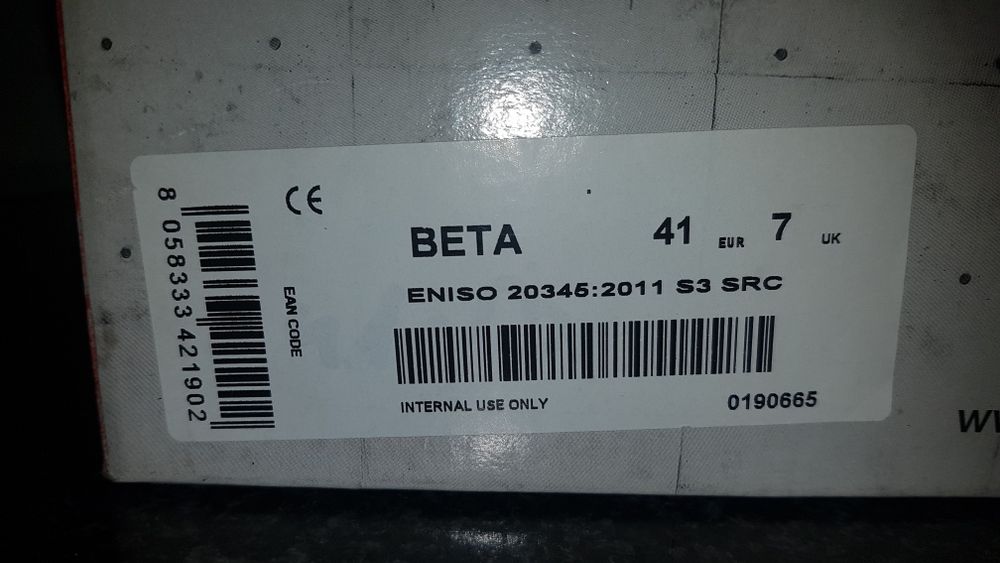 8 058333 421902
EAN CODE
CE
BETA 41 EUR 7 UK
ENISO 20345:2011 S3 SRC
INTERNAL USE ONLY 0190665